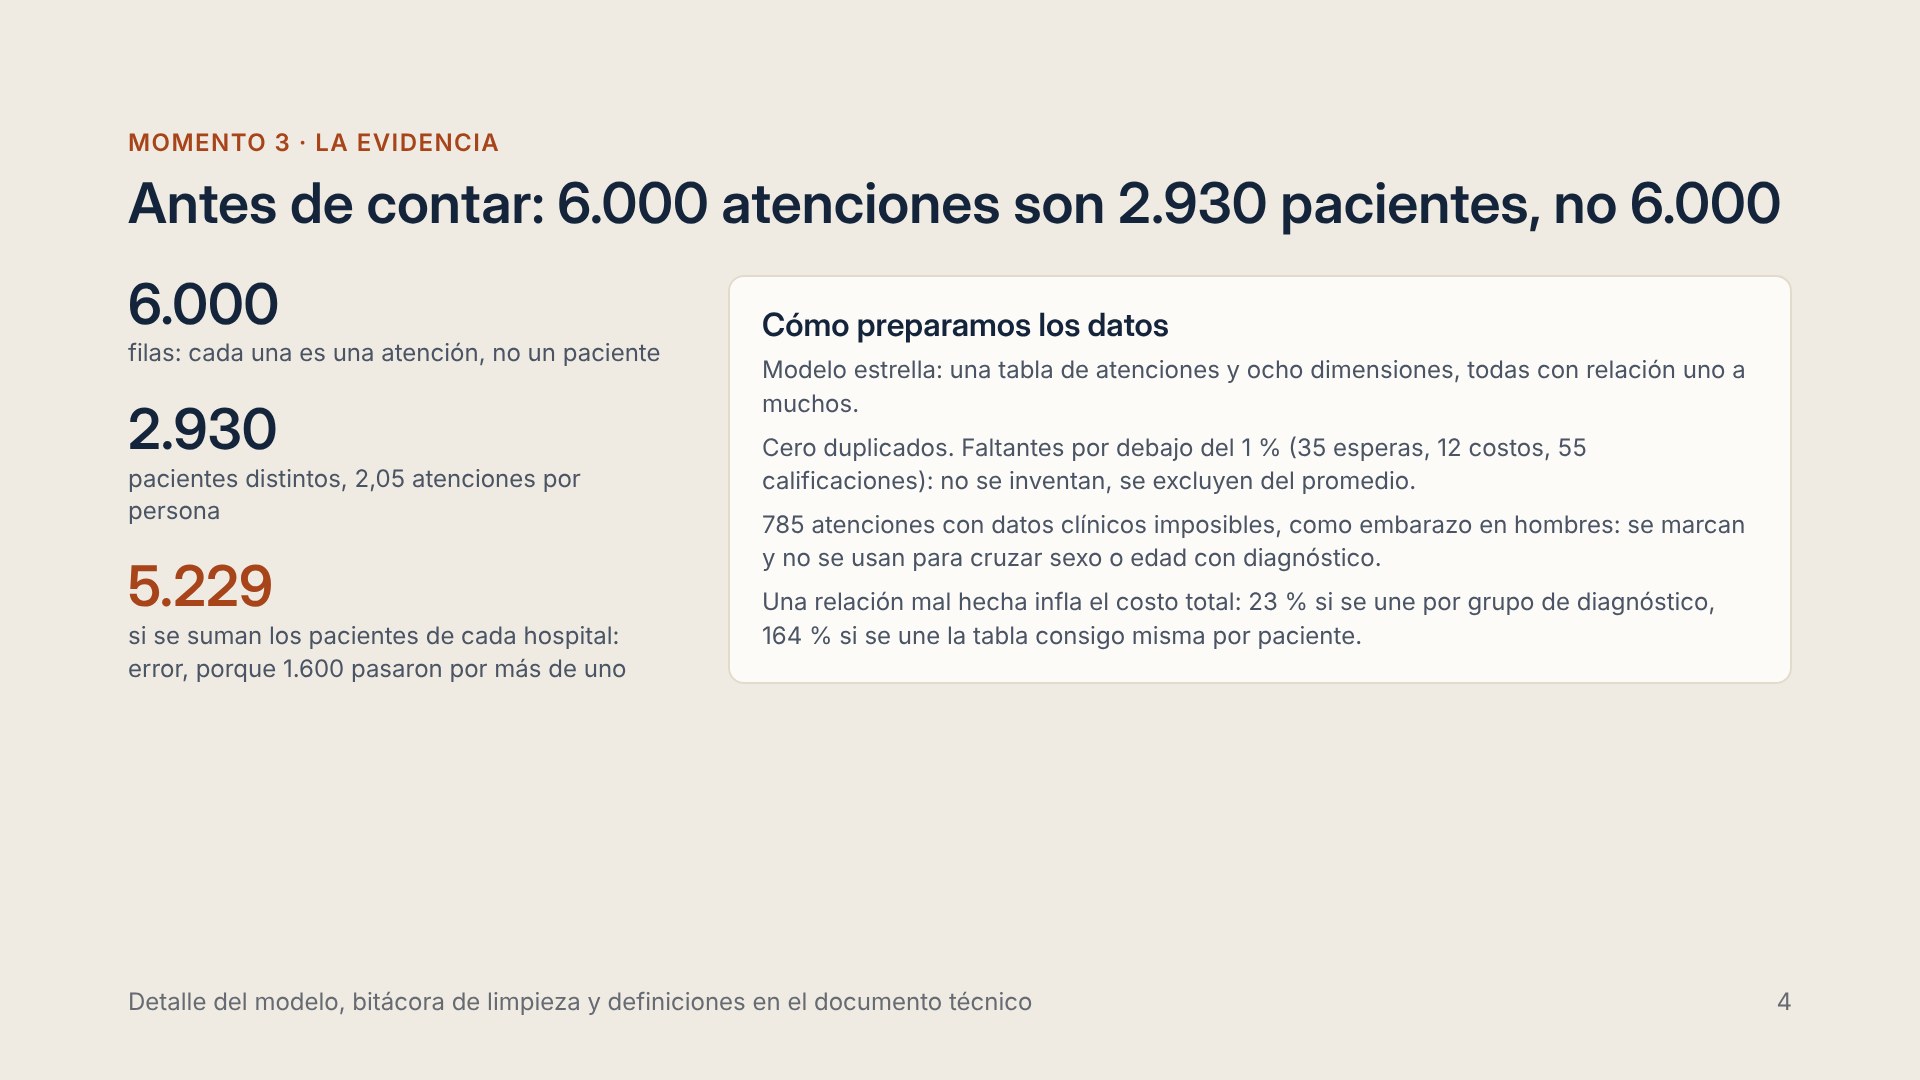 MOMENTO 3 · LA EVIDENCIA
Antes de contar: 6.000 atenciones son 2.930 pacientes, no 6.000
6.000
filas: cada una es una atención, no un paciente
2.930
pacientes distintos, 2,05 atenciones por
persona
5.229
si se suman los pacientes de cada hospital:
error, porque 1.600 pasaron por más de uno
Cómo preparamos los datos
Modelo estrella: una tabla de atenciones y ocho dimensiones, todas con relación uno a
muchos.
Cero duplicados. Faltantes por debajo del 1 % (35 esperas, 12 costos, 55
calificaciones): no se inventan, se excluyen del promedio.
785 atenciones con datos clínicos imposibles, como embarazo en hombres: se marcan
y no se usan para cruzar sexo o edad con diagnóstico.
Una relación mal hecha infla el costo total: 23 % si se une por grupo de diagnóstico,
164 % si se une la tabla consigo misma por paciente.
Detalle del modelo, bitácora de limpieza y definiciones en el documento técnico
4